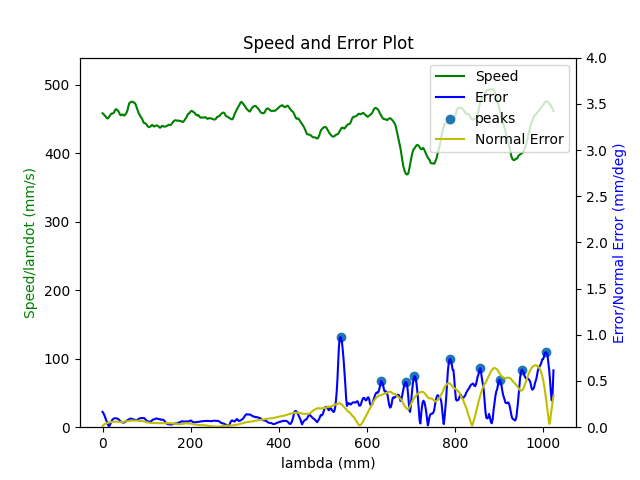 Speed and Error Plot
Speed
Error
peaks
Normal Error
Speed/lamdot (mm/s)
500
400
300
200
100
0
4.0
3.5
3.0
2.5
2.0
1.5
1.0
0.5
0.0
Error/Normal Error (mm/deg)
0 200 400 600 800 1000
lambda (mm)